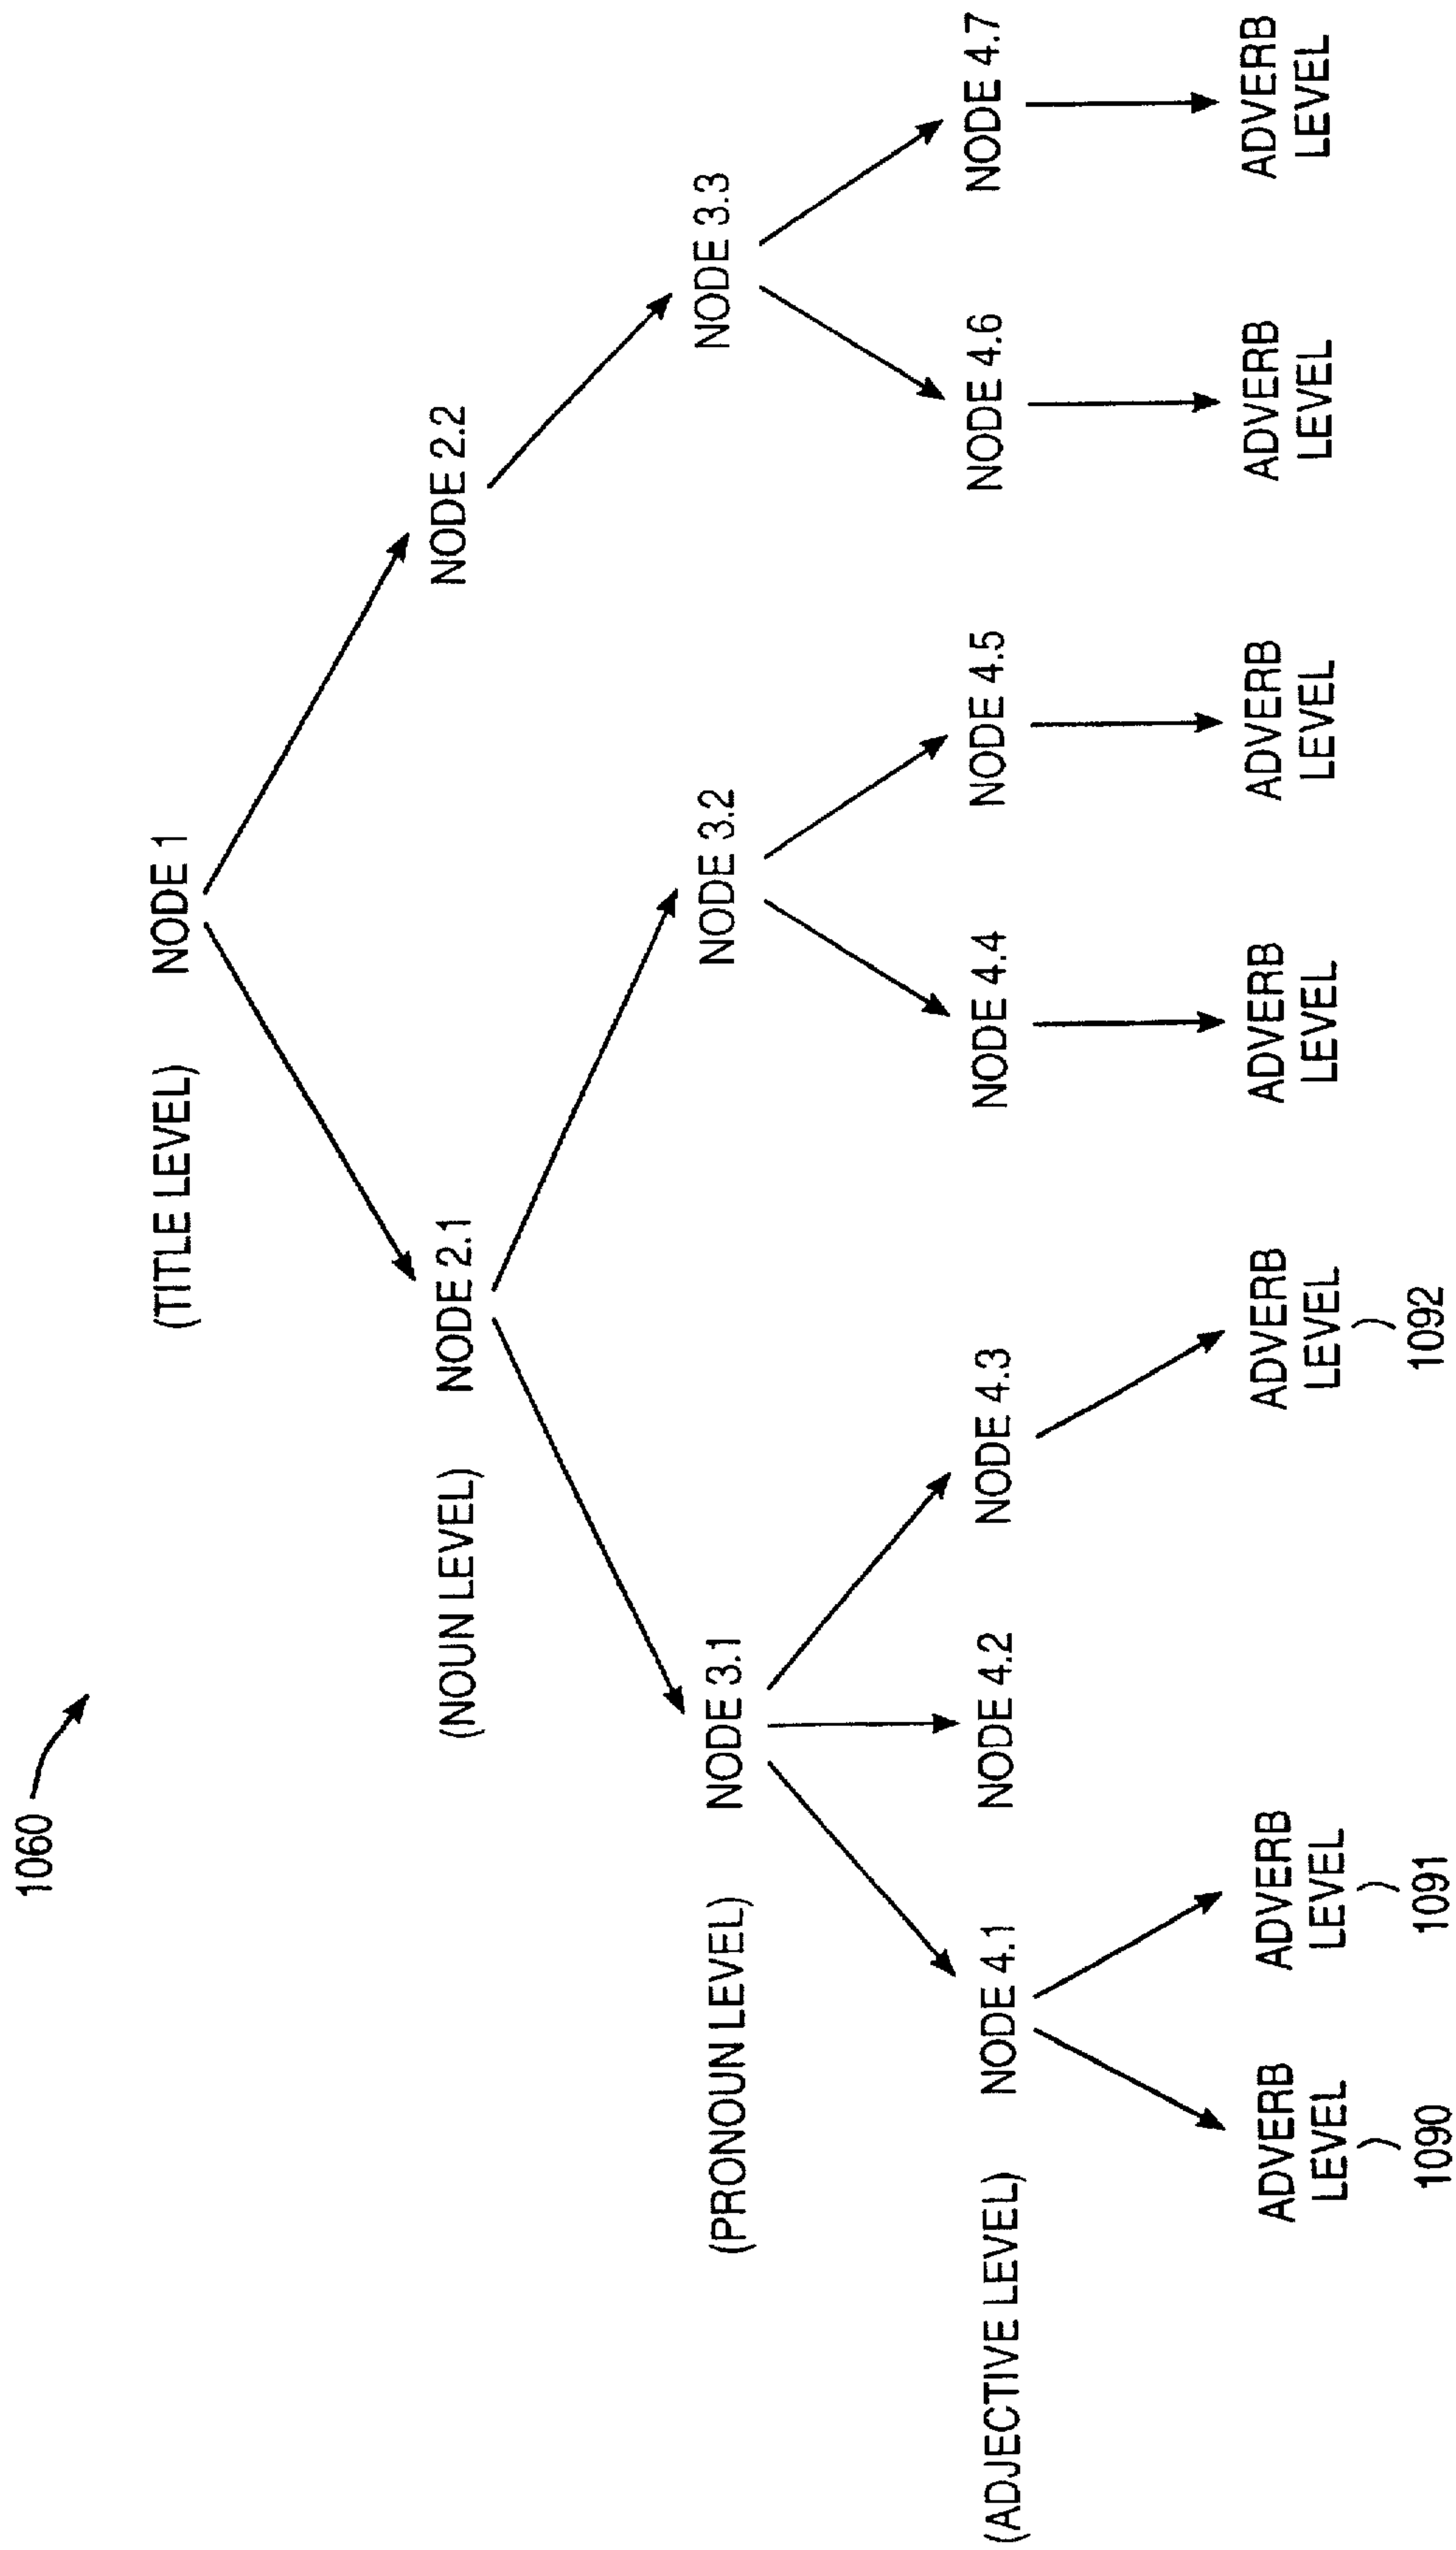 1060
(TITLE LEVEL) NODE 1
(NOUN LEVEL) NODE 2.1 NODE 2.2
(PRONOUN LEVEL) NODE 3.1 NODE 3.2 NODE 3.3
(ADJECTIVE LEVEL) NODE 4.1 NODE 4.2 NODE 4.3 NODE 4.4 NODE 4.5 NODE 4.6 NODE 4.7
ADVERB ADVERB ADVERB ADVERB ADVERB ADVERB ADVERB
LEVEL LEVEL LEVEL LEVEL LEVEL LEVEL LEVEL
1090 1091 1092